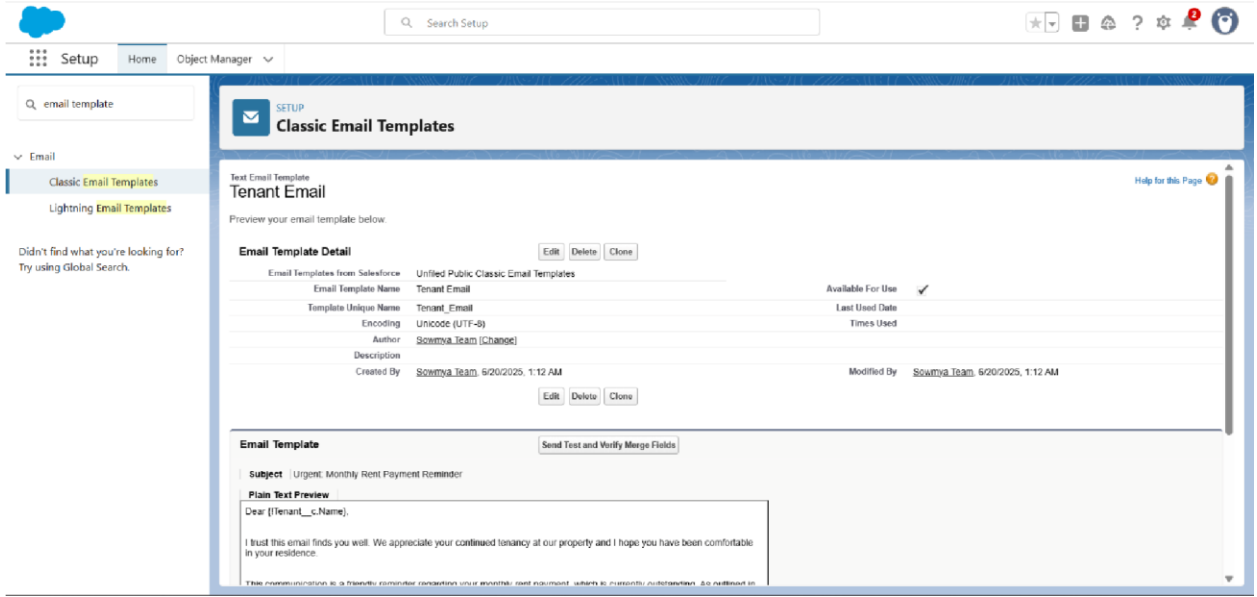 Search Setup
2
Setup Home Object Manager
email template
SETUP
Classic Email Templates
Email
Classic Email Templates
Lightning Email Templates
Didn't find what you're looking for?
Try using Global Search.
Text Email Template
Tenant Email
Help for this Page
Preview your email template below.
Email Template Detail Edit Delete Clone
Email Templates from Salesforce Unfiled Public Classic Email Templates
Email Template Name Tenant Email Available For Use
Template Unique Name Tenant_Email Last Used Date
Encoding Unicode (UTF-8) Times Used
Author Sowmya Team [Change]
Description
Created By Sowmya Team, 6/20/2025, 1:12 AM Modified By Sowmya Team, 6/20/2025, 1:12 AM
Edit Delete Clone
Email Template Send Test and Verify Merge Fields
Subject Urgent: Monthly Rent Payment Reminder
Plain Text Preview
Dear {!Tenant__c.Name},
I trust this email finds you well. We appreciate your continued tenancy at our property and I hope you have been comfortable
in your residence.
This communication is a friendly reminder regarding your monthly rent payment, which is currently outstanding. As outlined in